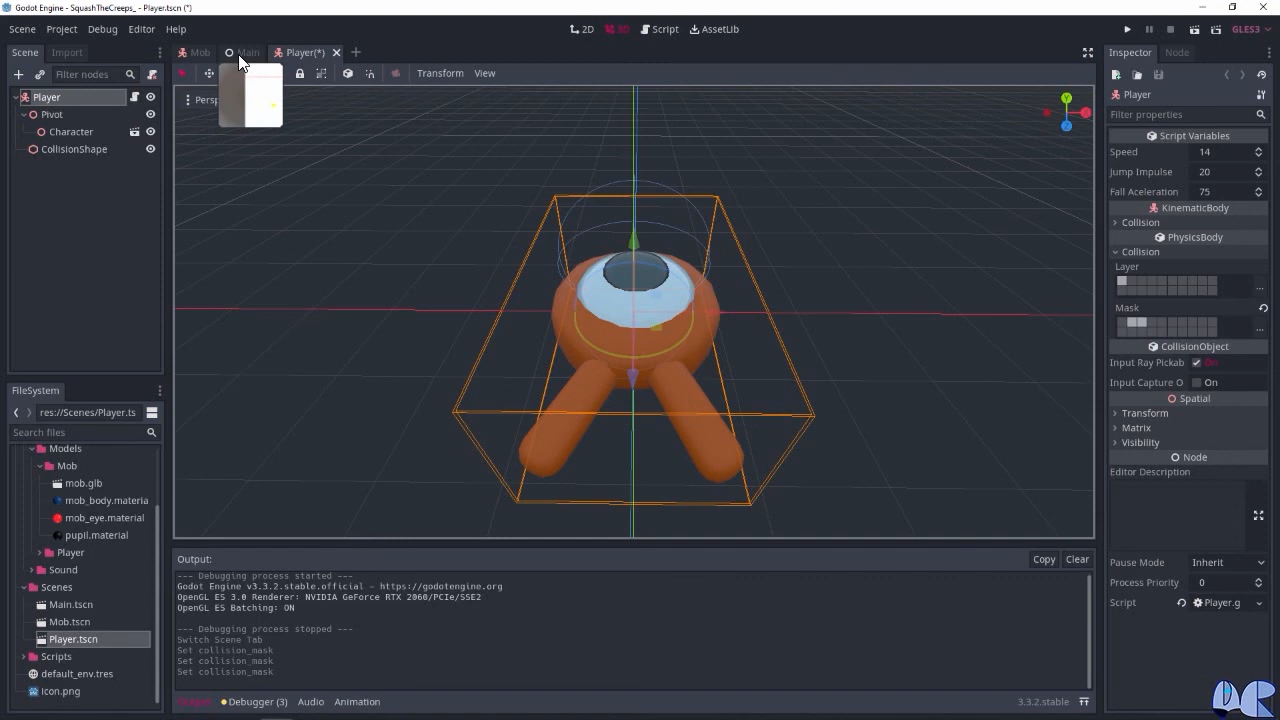 Godot Engine - SquashTheCreeps_ - Player.tscn (*)
Scene Project Debug Editor Help
2D 3D Script AssetLib
GLES3
Scene Import
Mob Main Player(*)
Inspector Node
Filter nodes
Transform View
Player
Persp
Player
Pivot
Filter properties
Character
Script Variables
CollisionShape
Speed 14
Jump Impulse 20
Fall Aceleration 75
KinematicBody
Collision
PhysicsBody
Collision
Layer
Mask
CollisionObject
Input Ray Pickab On
Input Capture O On
FileSystem
Spatial
res://Scenes/Player.ts
Transform
Search files
Matrix
Visibility
Models
Node
Mob
Editor Description
mob.glb
mob_body.materia
mob_eye.material
pupil.material
Player
Sound
Scenes
Main.tscn
Mob.tscn
Player.tscn
Scripts
default_env.tres
icon.png
Output: Copy Clear
--- Debugging process started ---
Godot Engine v3.3.2.stable.official - https://godotengine.org
OpenGL ES 3.0 Renderer: NVIDIA GeForce RTX 2060/PCIe/SSE2
OpenGL ES Batching: ON
--- Debugging process stopped ---
Switch Scene Tab
Set collision_mask
Set collision_mask
Set collision_mask
Pause Mode Inherit
Process Priority 0
Script Player.g
Output Debugger (3) Audio Animation
3.3.2.stable